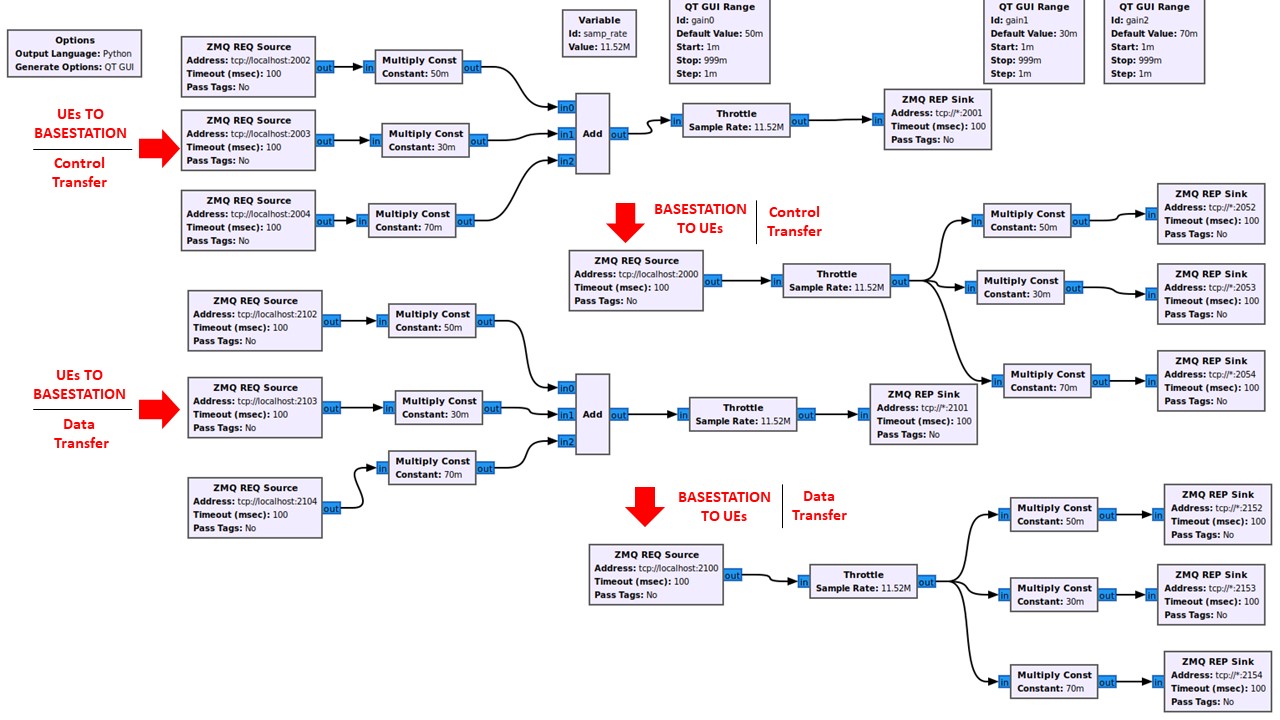 Options
Output Language: Python
Generate Options: QT GUI
Variable
Id: samp_rate
Value: 11.52M
QT GUI Range
Id: gain0
Default Value: 50m
Start: 1m
Stop: 999m
Step: 1m
QT GUI Range
Id: gain1
Default Value: 30m
Start: 1m
Stop: 999m
Step: 1m
QT GUI Range
Id: gain2
Default Value: 70m
Start: 1m
Stop: 999m
Step: 1m
UEs TO
BASESTATION
Control
Transfer
ZMQ REQ Source
Address: tcp://localhost:2002
Timeout (msec): 100
Pass Tags: No
out
in
Multiply Const
Constant: 50m
out
ZMQ REQ Source
Address: tcp://localhost:2003
Timeout (msec): 100
Pass Tags: No
out
in
Multiply Const
Constant: 30m
out
ZMQ REQ Source
Address: tcp://localhost:2004
Timeout (msec): 100
Pass Tags: No
out
in
Multiply Const
Constant: 70m
out
in0
in1
in2
Add
out
in
Throttle
Sample Rate: 11.52M
out
in
ZMQ REP Sink
Address: tcp://*:2001
Timeout (msec): 100
Pass Tags: No
BASESTATION
TO UEs
Control
Transfer
ZMQ REQ Source
Address: tcp://localhost:2000
Timeout (msec): 100
Pass Tags: No
out
in
Throttle
Sample Rate: 11.52M
out
in
Multiply Const
Constant: 50m
out
in
ZMQ REP Sink
Address: tcp://*:2052
Timeout (msec): 100
Pass Tags: No
in
Multiply Const
Constant: 30m
out
in
ZMQ REP Sink
Address: tcp://*:2053
Timeout (msec): 100
Pass Tags: No
in
Multiply Const
Constant: 70m
out
in
ZMQ REP Sink
Address: tcp://*:2054
Timeout (msec): 100
Pass Tags: No
UEs TO
BASESTATION
Data
Transfer
ZMQ REQ Source
Address: tcp://localhost:2102
Timeout (msec): 100
Pass Tags: No
out
in
Multiply Const
Constant: 50m
out
ZMQ REQ Source
Address: tcp://localhost:2103
Timeout (msec): 100
Pass Tags: No
out
in
Multiply Const
Constant: 30m
out
ZMQ REQ Source
Address: tcp://localhost:2104
Timeout (msec): 100
Pass Tags: No
out
in
Multiply Const
Constant: 70m
out
in0
in1
in2
Add
out
in
Throttle
Sample Rate: 11.52M
out
in
ZMQ REP Sink
Address: tcp://*:2101
Timeout (msec): 100
Pass Tags: No
BASESTATION
TO UEs
Data
Transfer
ZMQ REQ Source
Address: tcp://localhost:2100
Timeout (msec): 100
Pass Tags: No
out
in
Throttle
Sample Rate: 11.52M
out
in
Multiply Const
Constant: 50m
out
in
ZMQ REP Sink
Address: tcp://*:2152
Timeout (msec): 100
Pass Tags: No
in
Multiply Const
Constant: 30m
out
in
ZMQ REP Sink
Address: tcp://*:2153
Timeout (msec): 100
Pass Tags: No
in
Multiply Const
Constant: 70m
out
in
ZMQ REP Sink
Address: tcp://*:2154
Timeout (msec): 100
Pass Tags: No